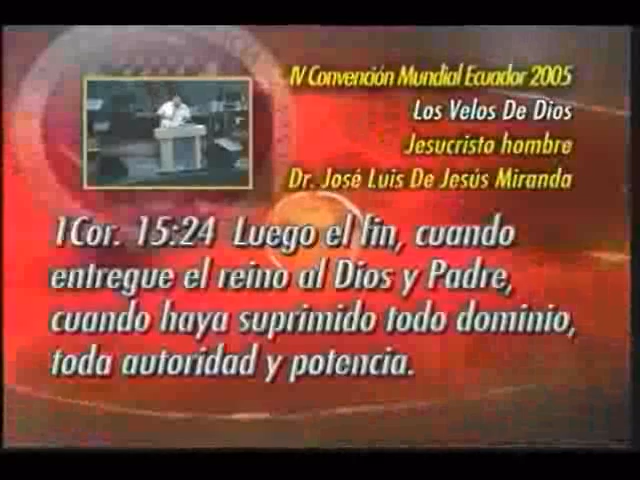 IV Convención Mundial Ecuador 2005
Los Velos De Dios
Jesucristo hombre
Dr. José Luis De Jesús Miranda
1Cor. 15:24 Luego el fin, cuando
entregue el reino al Dios y Padre,
cuando haya suprimido todo dominio,
toda autoridad y potencia.